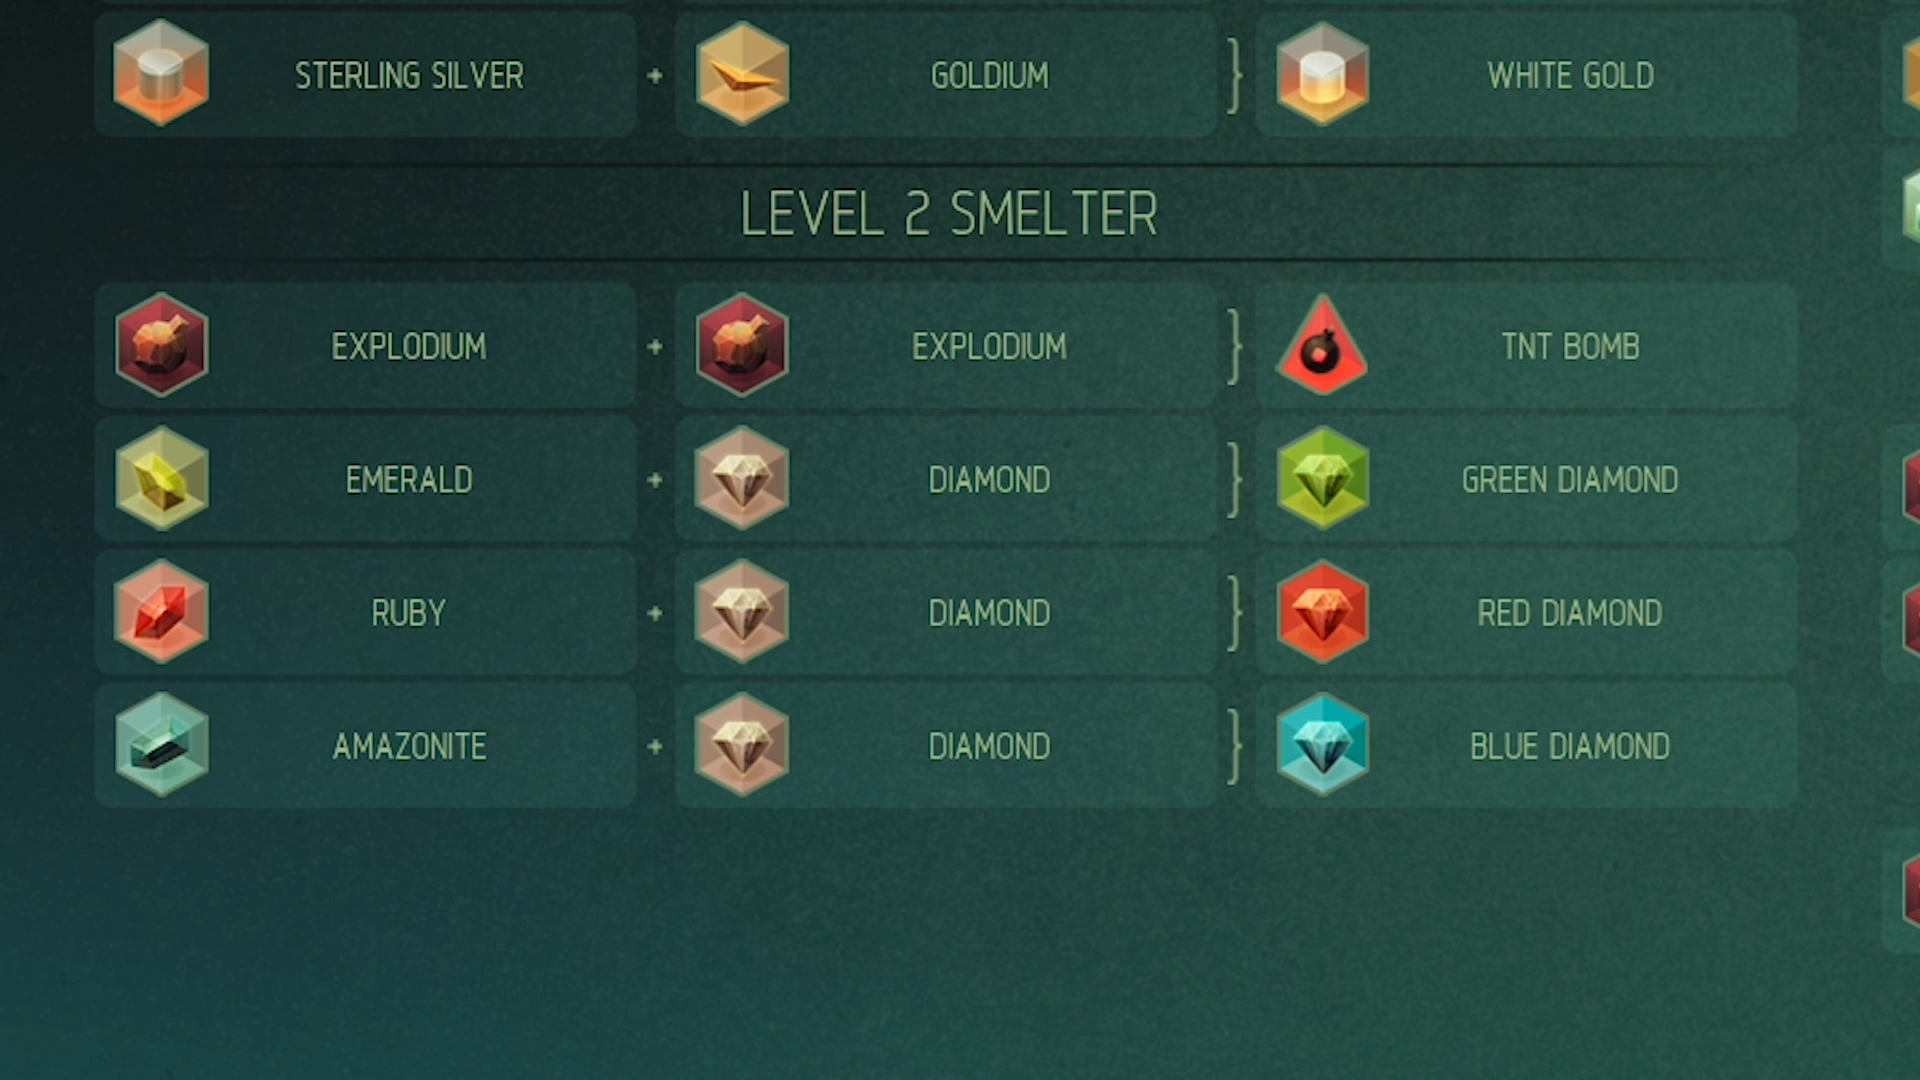 STERLING SILVER + GOLDIUM } WHITE GOLD
LEVEL 2 SMELTER
EXPLODIUM + EXPLODIUM } TNT BOMB
EMERALD + DIAMOND } GREEN DIAMOND
RUBY + DIAMOND } RED DIAMOND
AMAZONITE + DIAMOND } BLUE DIAMOND